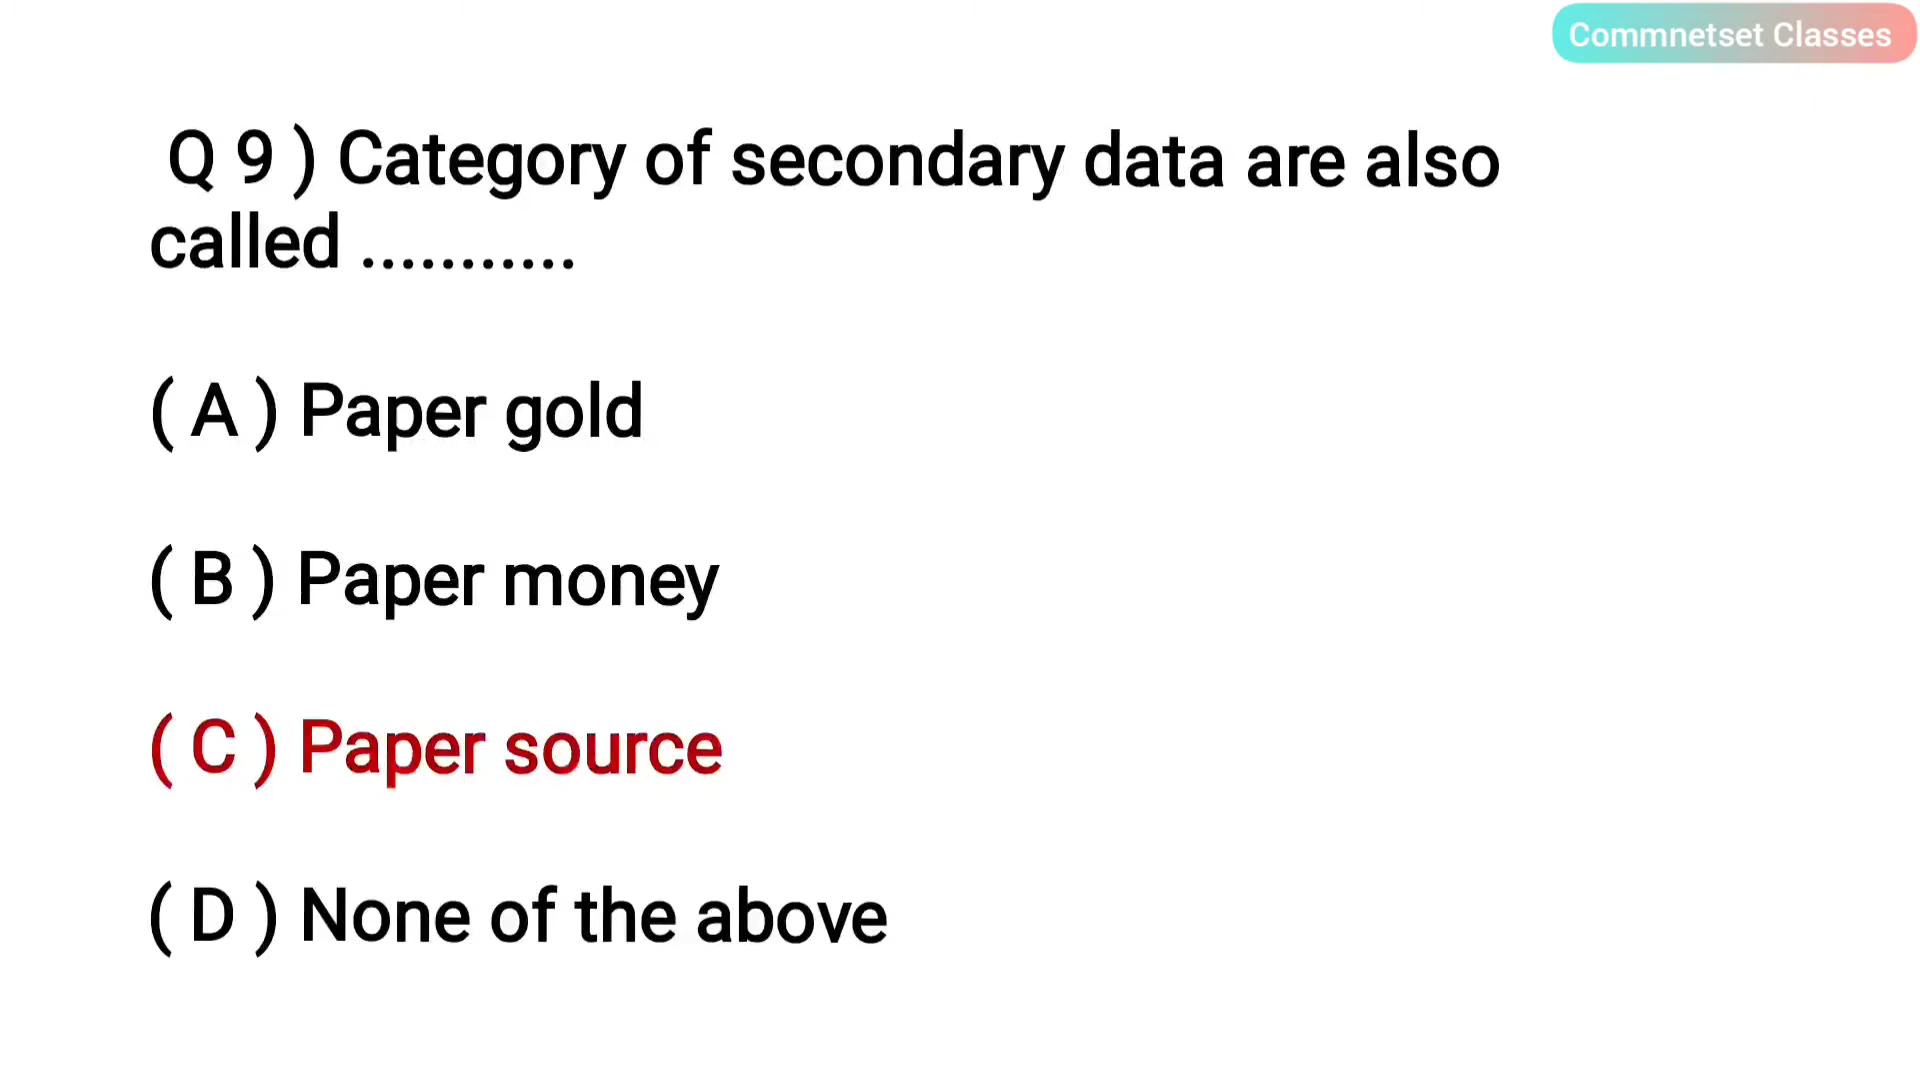 Commnetset Classes
Q 9 ) Category of secondary data are also
called ...........
( A ) Paper gold
( B ) Paper money
( C ) Paper source
( D ) None of the above